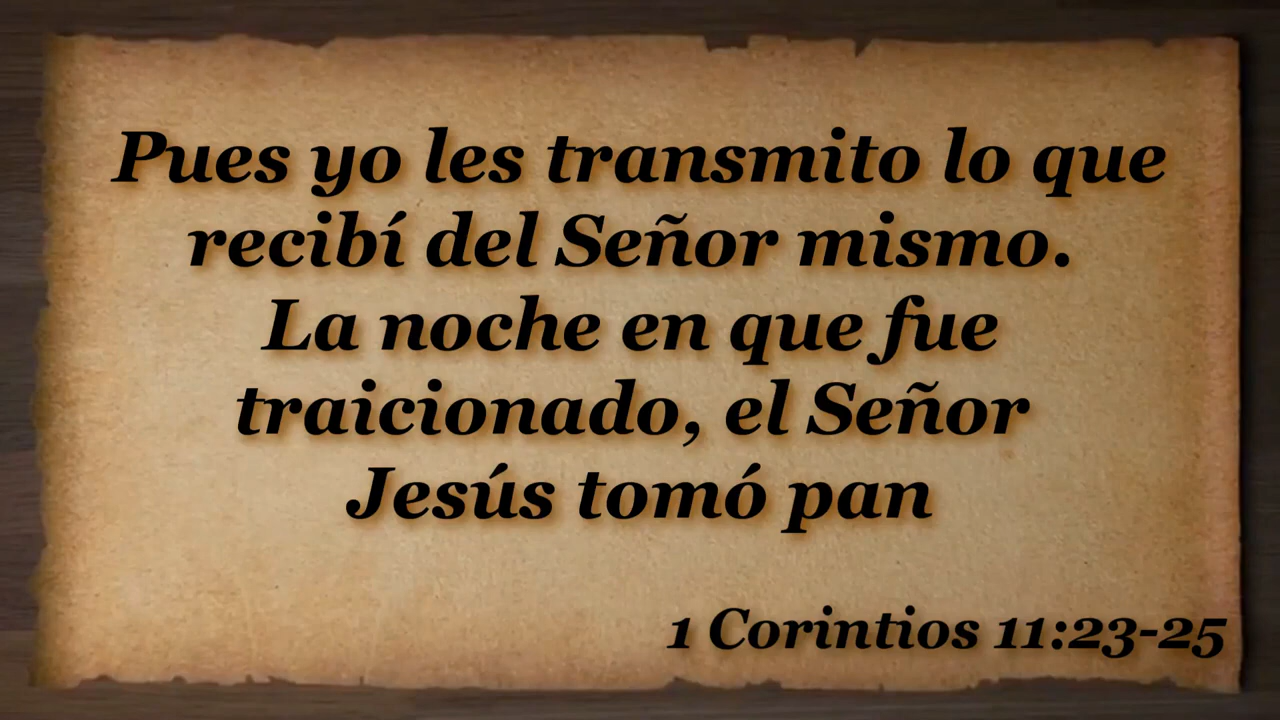 Pues yo les transmito lo que
recibí del Señor mismo.
La noche en que fue
traicionado, el Señor
Jesús tomó pan
1 Corintios 11:23-25